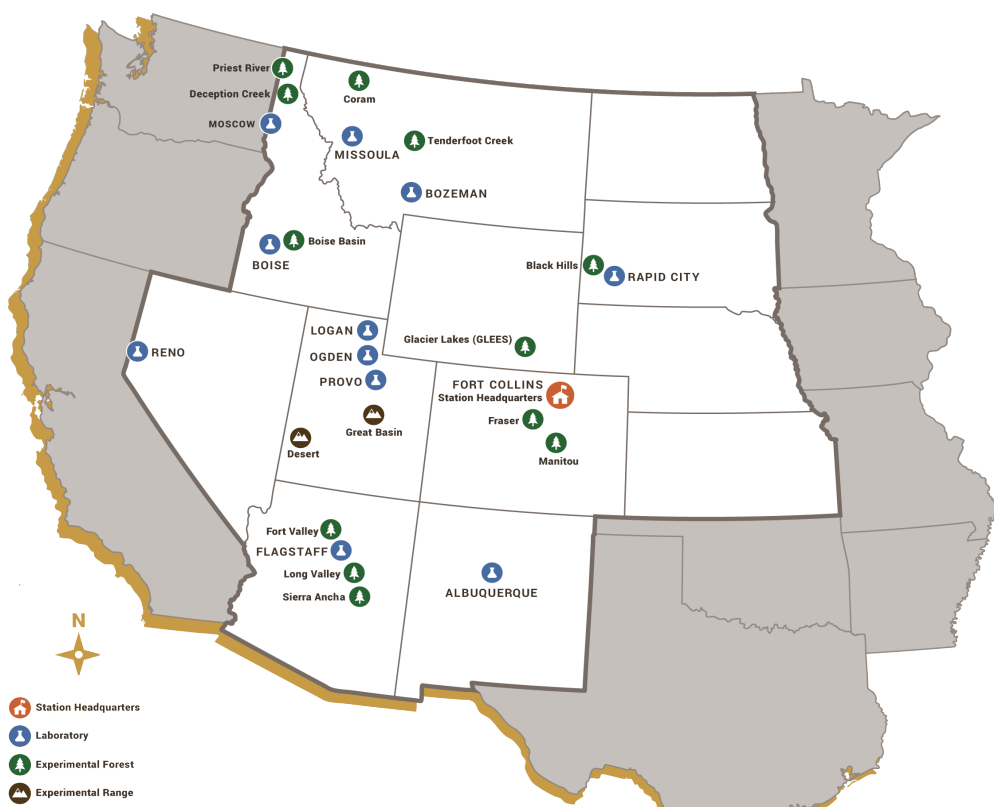 Priest River
Deception Creek
MOSCOW
Coram
MISSOULA
Tenderfoot Creek
BOZEMAN
Boise Basin
BOISE
Black Hills
RAPID CITY
LOGAN
OGDEN
PROVO
RENO
Glacier Lakes (GLEES)
FORT COLLINS
Station Headquarters
Fraser
Manitou
Great Basin
Desert
Fort Valley
FLAGSTAFF
Long Valley
Sierra Ancha
ALBUQUERQUE
N
Station Headquarters
Laboratory
Experimental Forest
Experimental Range